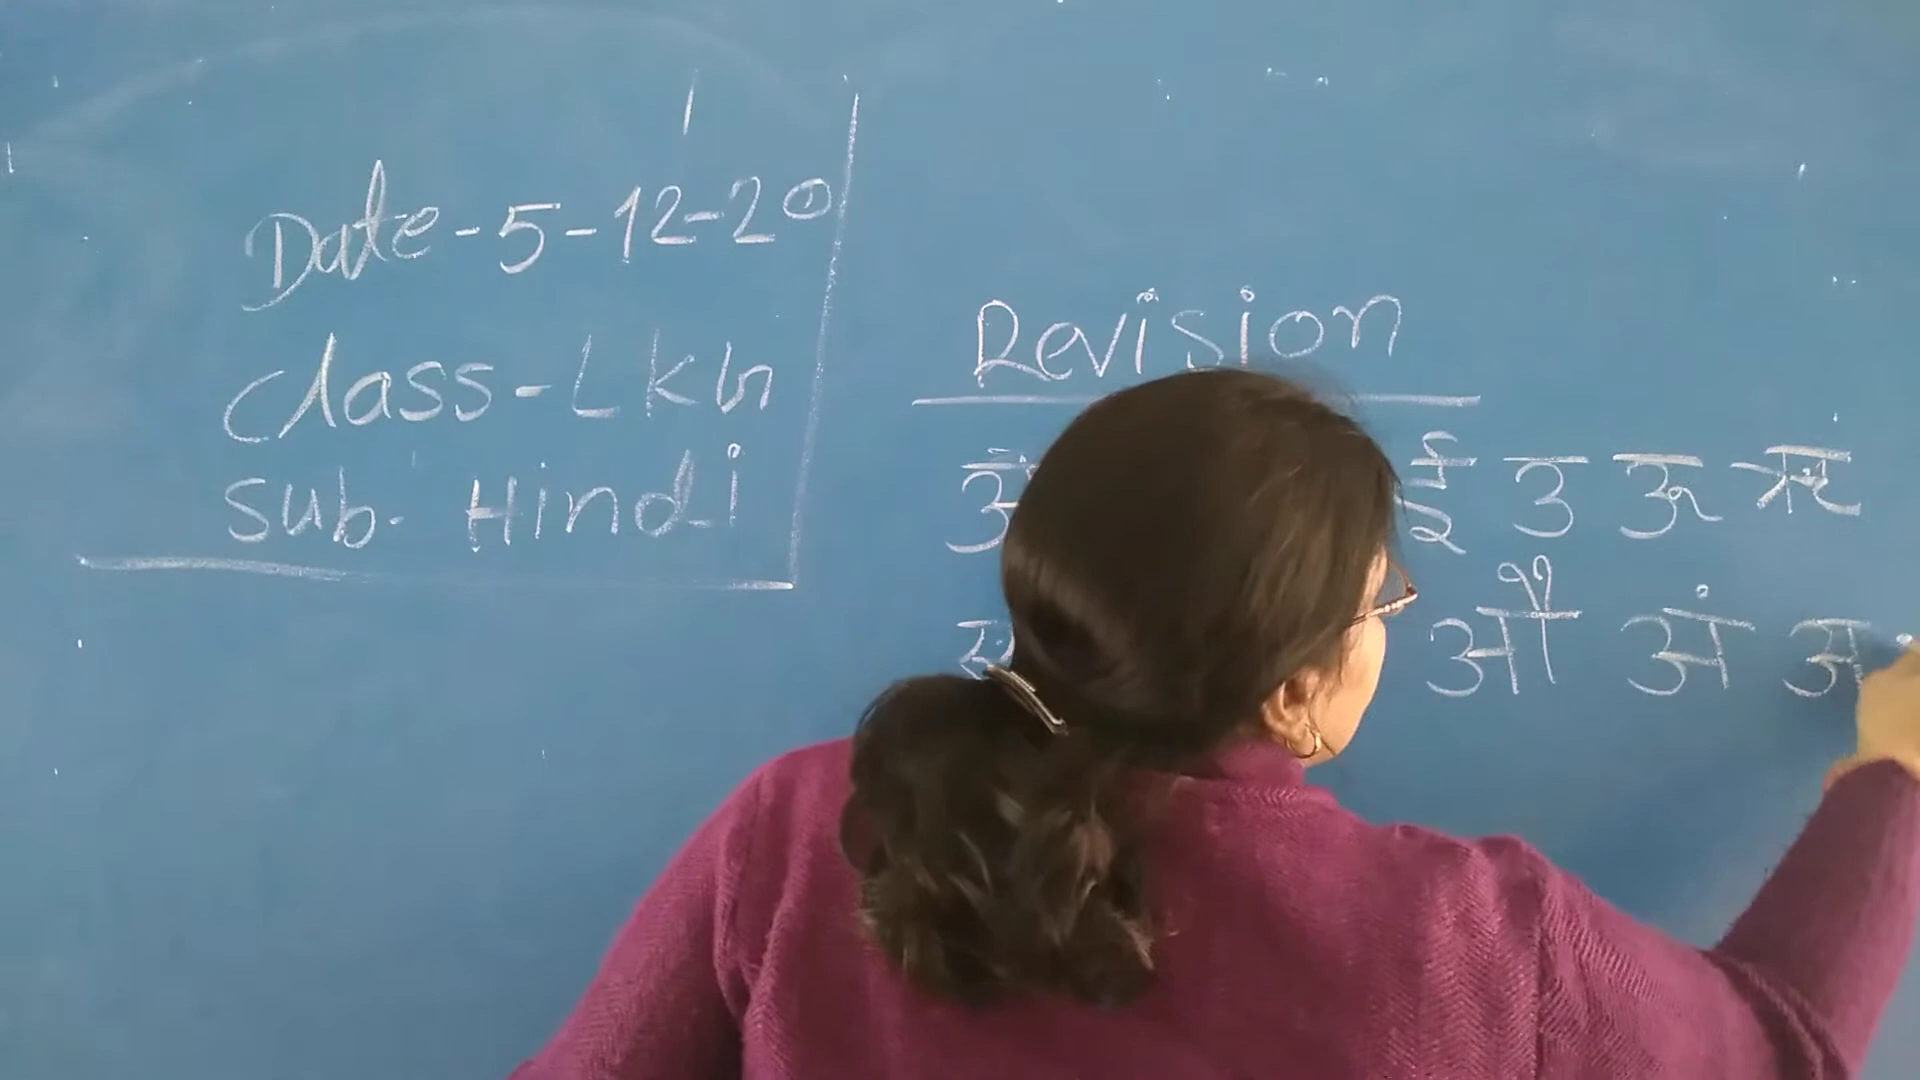 Date-5-12-20
Class-LKG
Sub. Hindi
Revision
ई उ ऊ ऋ
औ अं अः